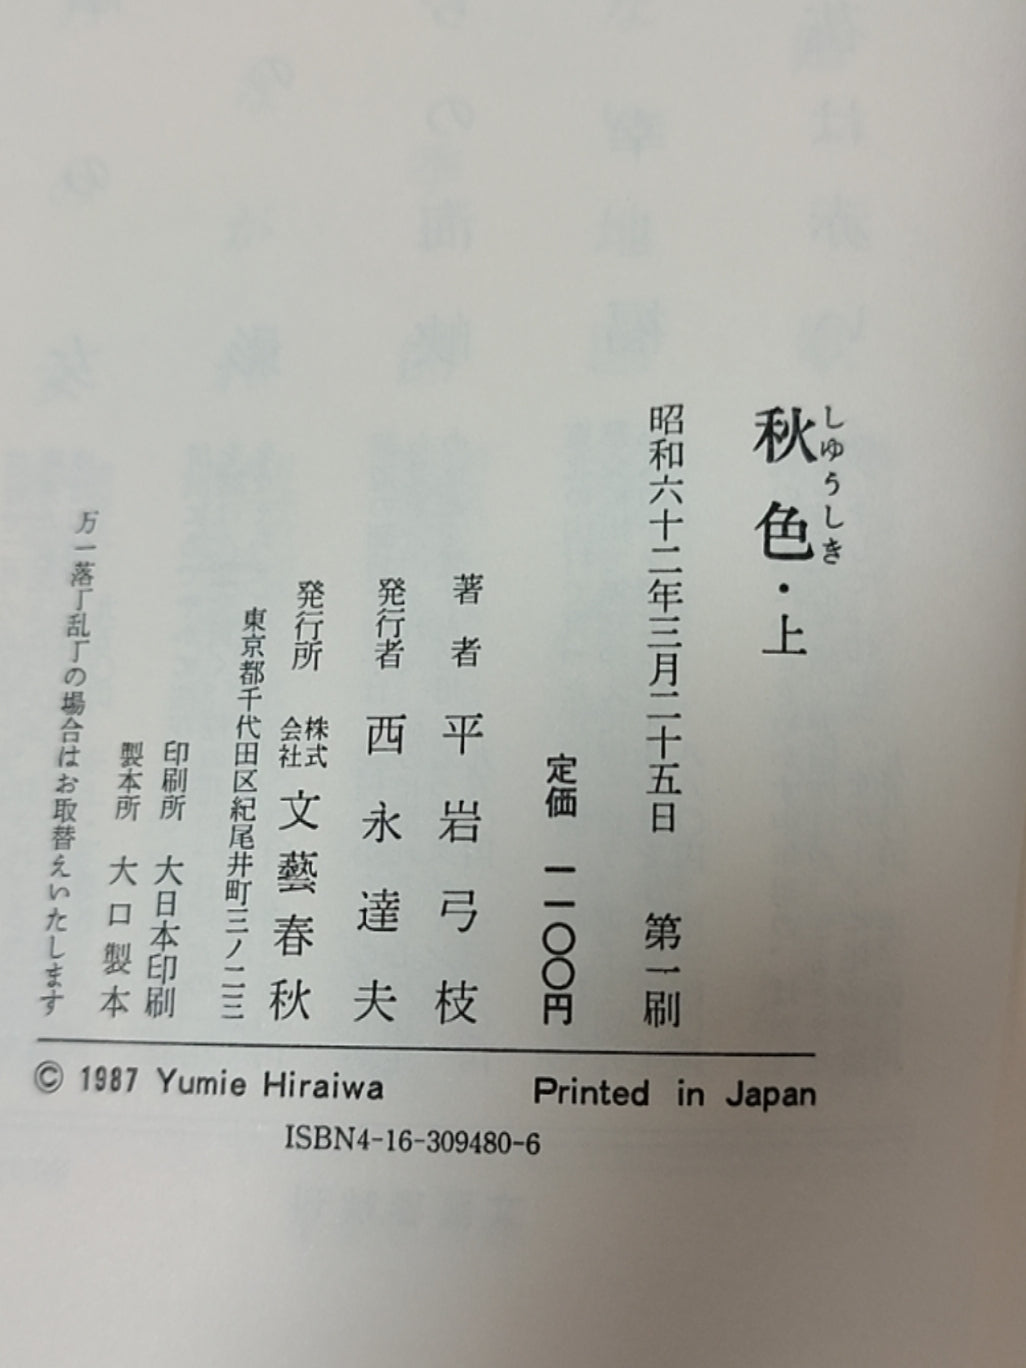 しゆうしき
秋色・上
昭和六十二年三月二十五日 第一刷
定価 一一〇〇円
著者 平岩弓枝
発行者 西永達夫
発行所 株式会社 文藝春秋
東京都千代田区紀尾井町三ノ二三
印刷所 大日本印刷
製本所 大口製本
万一落丁乱丁の場合はお取替えいたします
© 1987 Yumie Hiraiwa Printed in Japan
ISBN4-16-309480-6